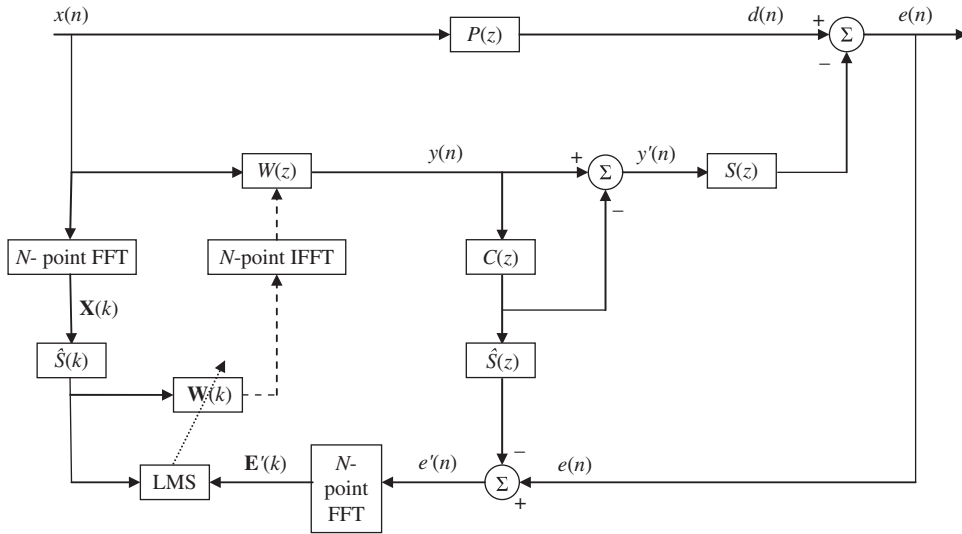 x(n)
d(n)
e(n)
P(z)
+
Σ
−
y(n)
y'(n)
W(z)
+
Σ
S(z)
−
N- point FFT
N-point IFFT
C(z)
X(k)
Ŝ(k)
Ŝ(z)
W(k)
−
E'(k)
N-
point
FFT
e'(n)
e(n)
LMS
Σ
+